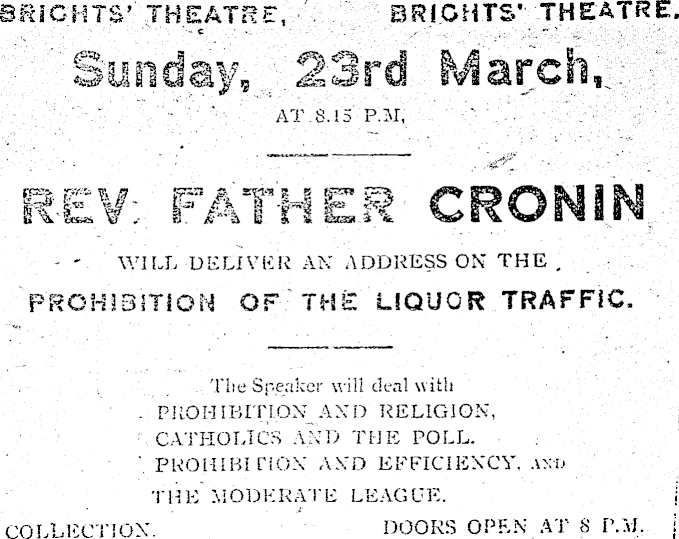 BRIGHTS' THEATRE, BRIGHTS' THEATRE.
Sunday, 23rd March,
AT 8.15 P.M,
REV. FATHER CRONIN
WILL DELIVER AN ADDRESS ON THE
PROHIBITION OF THE LIQUOR TRAFFIC.
The Speaker will deal with
PROHIBITION AND RELIGION,
CATHOLICS AND THE POLL.
PROHIBITION AND EFFICIENCY, AND
THE MODERATE LEAGUE.
COLLECTION. DOORS OPEN AT 8 P.M.